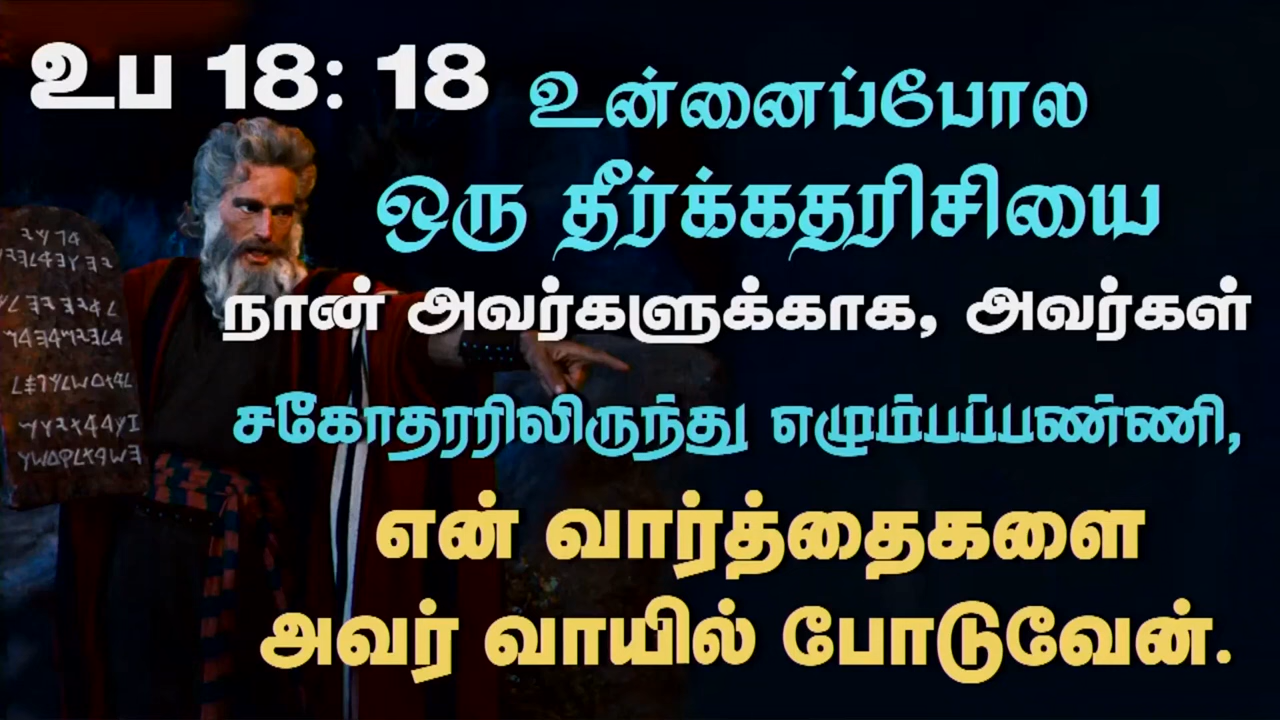 உப 18: 18 உன்னைப்போல
ஒரு தீர்க்கதரிசியை
நான் அவர்களுக்காக, அவர்கள்
சகோதரரிலிருந்து எழும்பப்பண்ணி,
என் வார்த்தைகளை
அவர் வாயில் போடுவேன்.